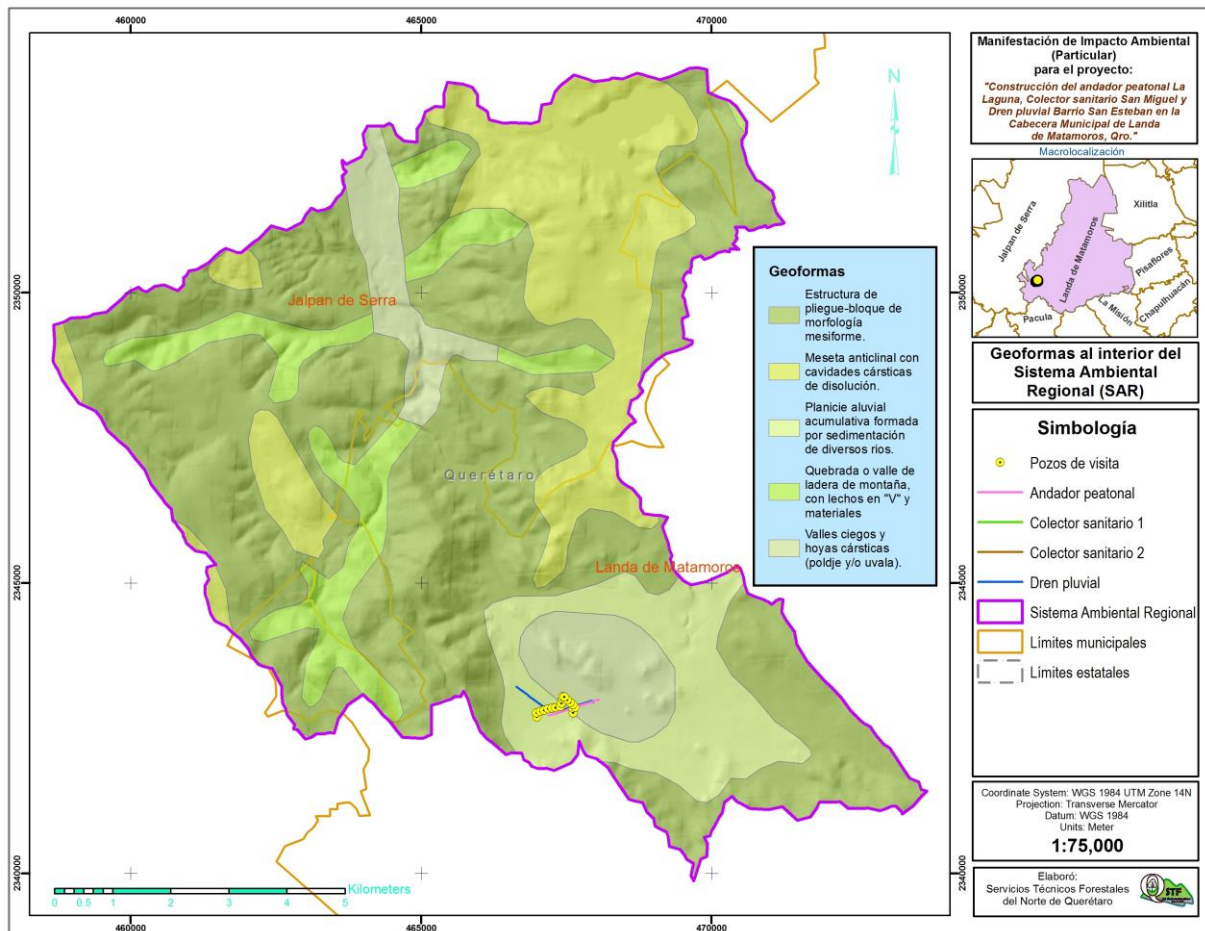 460000
465000
470000
2350000
2345000
2340000
N
Jalpan de Serra
Querétaro
Landa de Matamoros
Geoformas
Estructura de
pliegue-bloque de
morfología
mesiforme.
Meseta anticlinal con
cavidades cársticas
de disolución.
Planicie aluvial
acumulativa formada
por sedimentación
de diversos rios.
Quebrada o valle de
ladera de montaña,
con lechos en "V" y
materiales
Valles ciegos y
hoyas cársticas
(poldje y/o uvala).
Kilometers
0 0.5 1 2 3 4 5
460000
465000
470000
2350000
2345000
2340000
Manifestación de Impacto Ambiental
(Particular)
para el proyecto:
"Construcción del andador peatonal La
Laguna, Colector sanitario San Miguel y
Dren pluvial Barrio San Esteban en la
Cabecera Municipal de Landa
de Matamoros, Qro."
Macrolocalización
Jalpan de Serra
Xilitla
Landa de Matamoros
Pisaflores
Chapulhuacán
La Misión
Pacula
Geoformas al interior del
Sistema Ambiental
Regional (SAR)
Simbología
Pozos de visita
Andador peatonal
Colector sanitario 1
Colector sanitario 2
Dren pluvial
Sistema Ambiental Regional
Límites municipales
Límites estatales
Coordinate System: WGS 1984 UTM Zone 14N
Projection: Transverse Mercator
Datum: WGS 1984
Units: Meter
1:75,000
Elaboró:
Servicios Técnicos Forestales
del Norte de Querétaro
STF